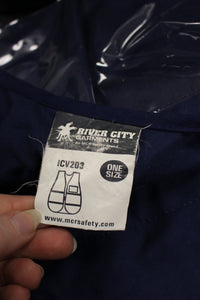 RIVER CITY
GARMENTS
ICV203
ONE
SIZE
www.mcrsafety.com